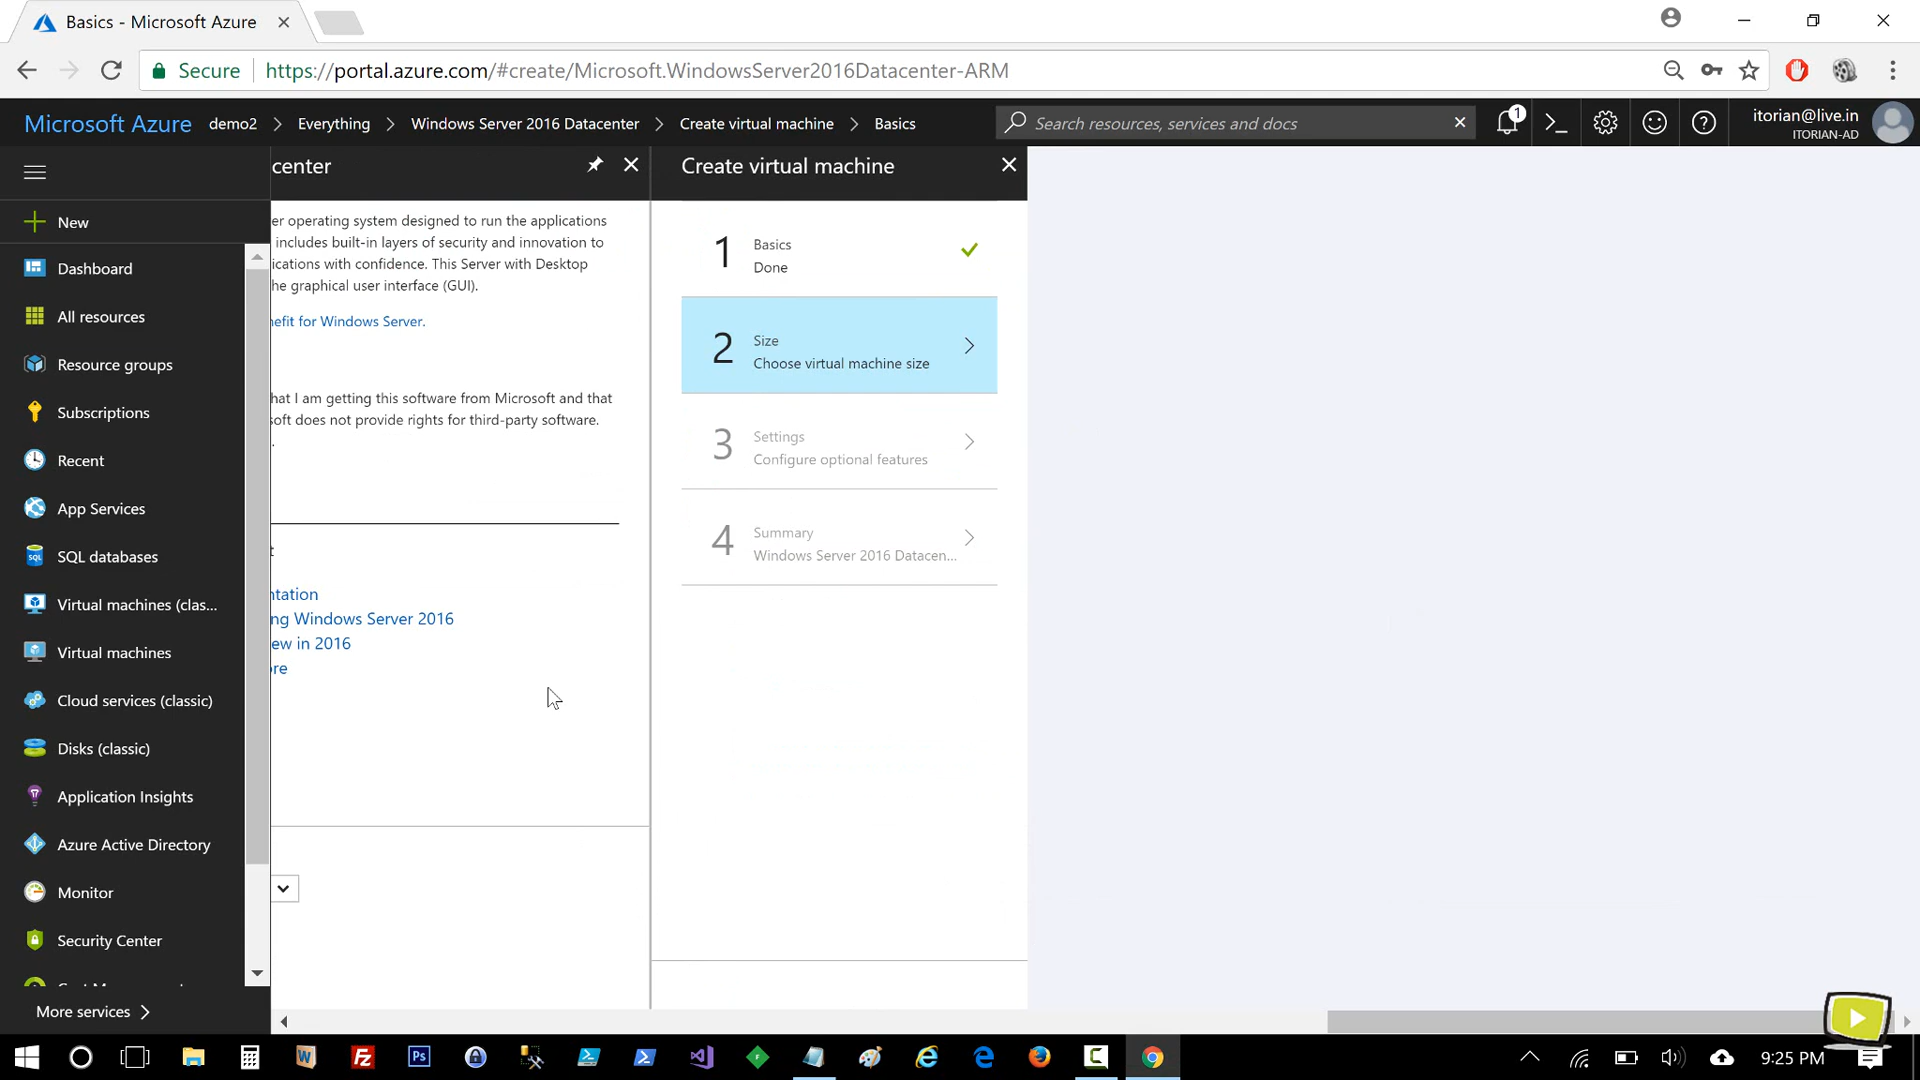 Basics - Microsoft Azure
Secure https://portal.azure.com/#create/Microsoft.WindowsServer2016Datacenter-ARM
Microsoft Azure demo2 Everything Windows Server 2016 Datacenter Create virtual machine Basics
Search resources, services and docs
1
itorian@live.in
ITORIAN-AD
New
Dashboard
All resources
Resource groups
Subscriptions
Recent
App Services
SQL databases
Virtual machines (clas...
Virtual machines
Cloud services (classic)
Disks (classic)
Application Insights
Azure Active Directory
Monitor
Security Center
More services
center
er operating system designed to run the applications
includes built-in layers of security and innovation to
ications with confidence. This Server with Desktop
he graphical user interface (GUI).
nefit for Windows Server.
hat I am getting this software from Microsoft and that
soft does not provide rights for third-party software.
.
t
ntation
ng Windows Server 2016
ew in 2016
ore
Create virtual machine
1 Basics
Done
2 Size
Choose virtual machine size
3 Settings
Configure optional features
4 Summary
Windows Server 2016 Datacen...
9:25 PM